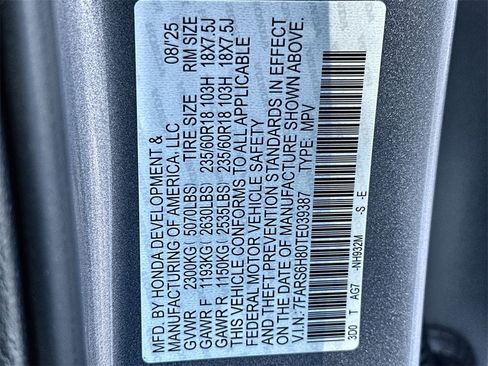 MFD. BY HONDA DEVELOPMENT & 08/25
MANUFACTURING OF AMERICA, LLC
GVWR 2300KG ( 5070LBS) TIRE SIZE RIM SIZE
GAWR F 1193KG ( 2630LBS) 235/60R18 103H 18X7.5J
GAWR R 1150KG ( 2535LBS) 235/60R18 103H 18X7.5J
THIS VEHICLE CONFORMS TO ALL APPLICABLE
FEDERAL MOTOR VEHICLE SAFETY
AND THEFT PREVENTION STANDARDS IN EFFECT
ON THE DATE OF MANUFACTURE SHOWN ABOVE.
V.I.N.: 7FARS6H80TE039387 TYPE: MPV
3D0 T AG7 -NH932M -S -E